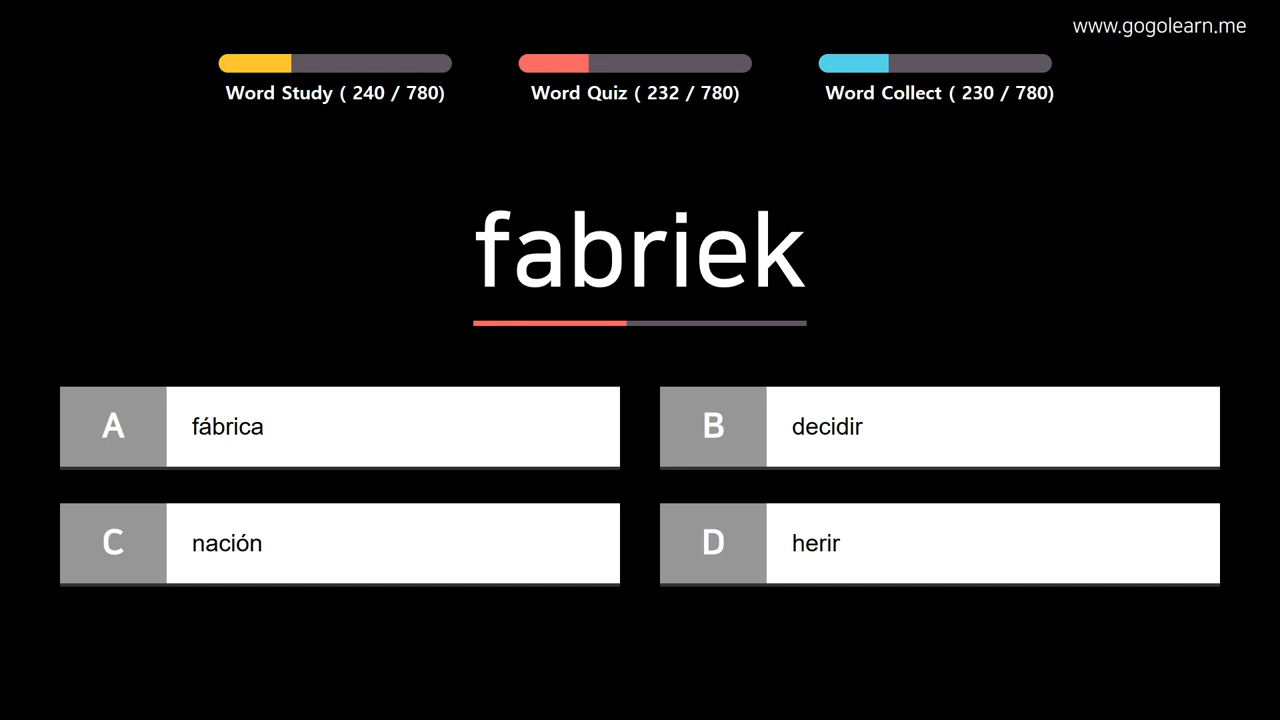 www.gogolearn.me
Word Study ( 240 / 780)
Word Quiz ( 232 / 780)
Word Collect ( 230 / 780)
fabriek
A fábrica
B decidir
C nación
D herir